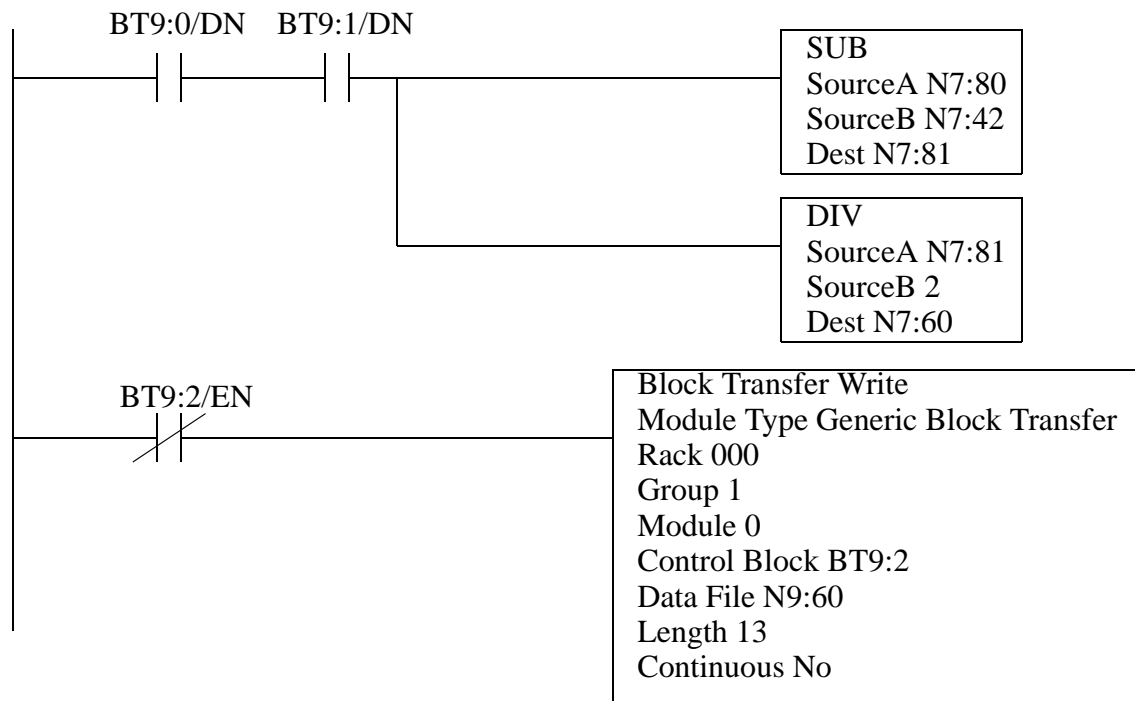 BT9:0/DN BT9:1/DN
SUB
SourceA N7:80
SourceB N7:42
Dest N7:81
DIV
SourceA N7:81
SourceB 2
Dest N7:60
BT9:2/EN
Block Transfer Write
Module Type Generic Block Transfer
Rack 000
Group 1
Module 0
Control Block BT9:2
Data File N9:60
Length 13
Continuous No